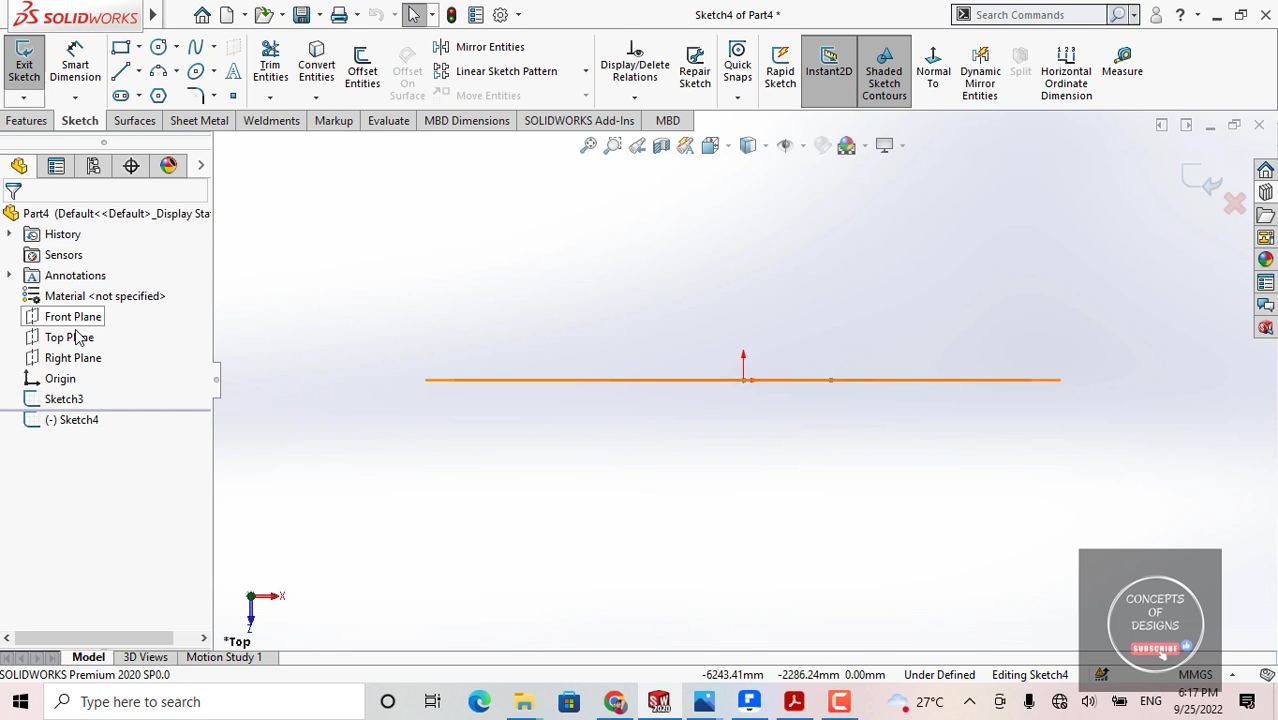 SOLIDWORKS
Sketch4 of Part4 *
Search Commands
Exit Sketch
Smart Dimension
Trim Entities
Convert Entities
Offset Entities
Offset On Surface
Mirror Entities
Linear Sketch Pattern
Move Entities
Display/Delete Relations
Repair Sketch
Quick Snaps
Rapid Sketch
Instant2D
Shaded Sketch Contours
Normal To
Dynamic Mirror Entities
Split
Horizontal Ordinate Dimension
Measure
Features
Sketch
Surfaces
Sheet Metal
Weldments
Markup
Evaluate
MBD Dimensions
SOLIDWORKS Add-Ins
MBD
Part4 (Default<<Default>_Display Sta
History
Sensors
Annotations
Material <not specified>
Front Plane
Top Plane
Right Plane
Origin
Sketch3
(-) Sketch4
X
Z
*Top
CONCEPTS
OF
DESIGNS
SUBSCRIBE
Model
3D Views
Motion Study 1
SOLIDWORKS Premium 2020 SP0.0
-6243.41mm
-2286.24mm
0.00mm
Under Defined
Editing Sketch4
MMGS
Type here to search
27°C
ENG
6:17 PM
9/25/2022